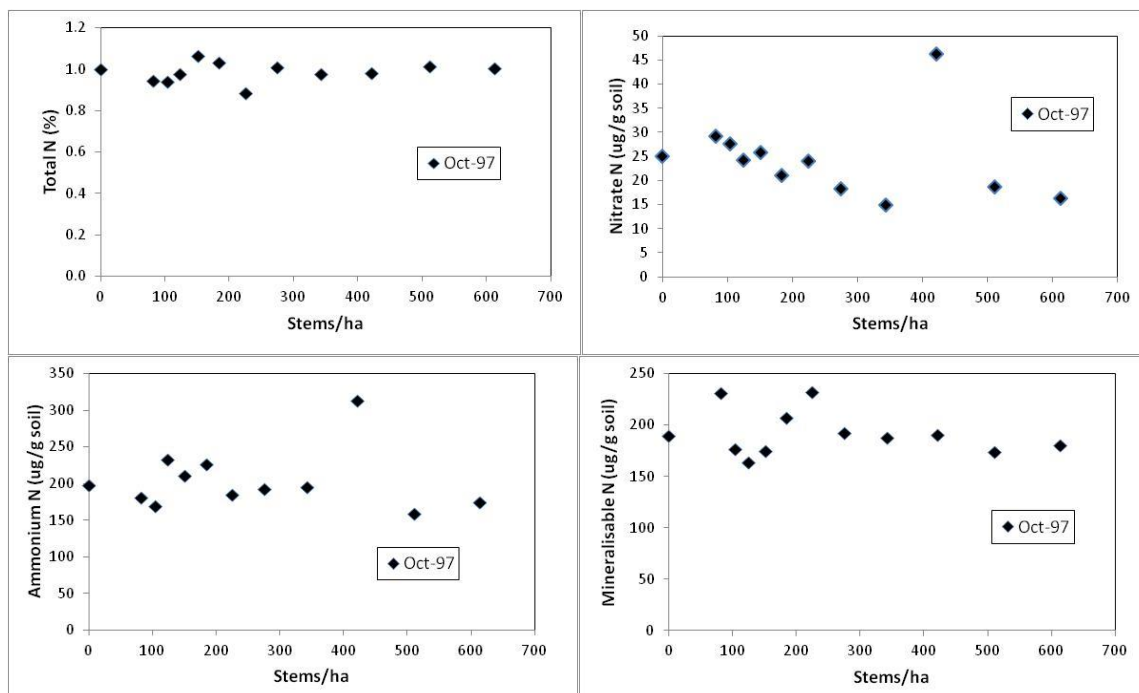 Total N (%)
1.2
1.0
0.8
0.6
0.4
0.2
0.0
Oct-97
0 100 200 300 400 500 600 700
Stems/ha
Nitrate N (ug/g soil)
50
45
40
35
30
25
20
15
10
5
0
Oct-97
0 100 200 300 400 500 600 700
Stems/ha
Ammonium N (ug/g soil)
350
300
250
200
150
100
50
0
Oct-97
0 100 200 300 400 500 600 700
Stems/ha
Mineralisable N (ug/g soil)
250
200
150
100
50
0
Oct-97
0 100 200 300 400 500 600 700
Stems/ha